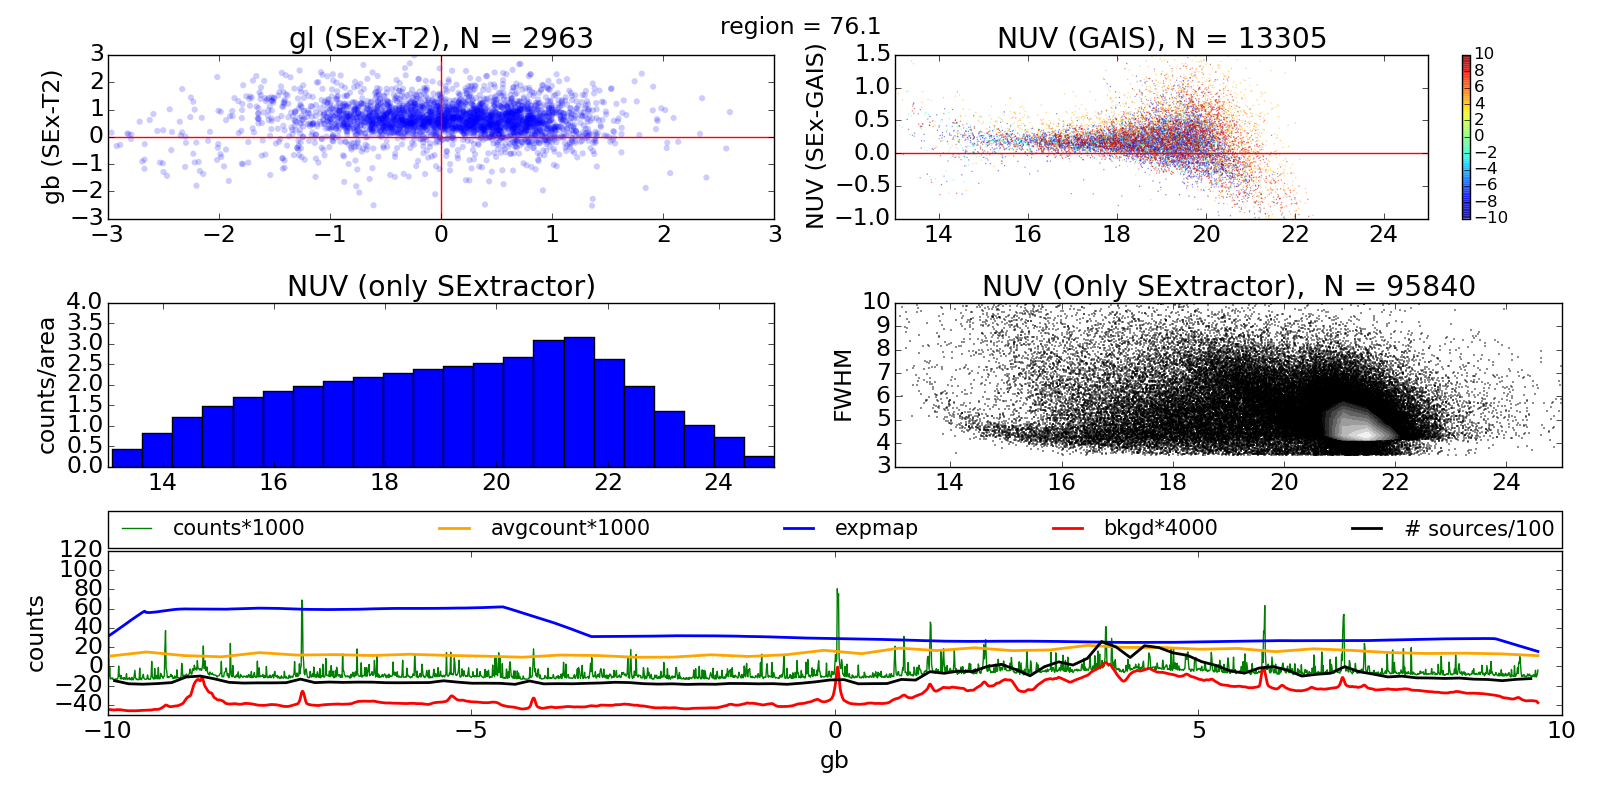 region = 76.1
gl (SEx-T2), N = 2963
gb (SEx-T2)
3
2
1
0
−1
−2
−3
−3 −2 −1 0 1 2 3
NUV (GAIS), N = 13305
NUV (SEx-GAIS)
1.5
1.0
0.5
0.0
−0.5
−1.0
14 16 18 20 22 24
10
8
6
4
2
0
−2
−4
−6
−8
−10
NUV (only SExtractor)
counts/area
4.0
3.5
3.0
2.5
2.0
1.5
1.0
0.5
0.0
14 16 18 20 22 24
NUV (Only SExtractor), N = 95840
FWHM
10
9
8
7
6
5
4
3
14 16 18 20 22 24
counts*1000 avgcount*1000 expmap bkgd*4000 # sources/100
counts
120
100
80
60
40
20
0
−20
−40
−10 −5 0 5 10
gb